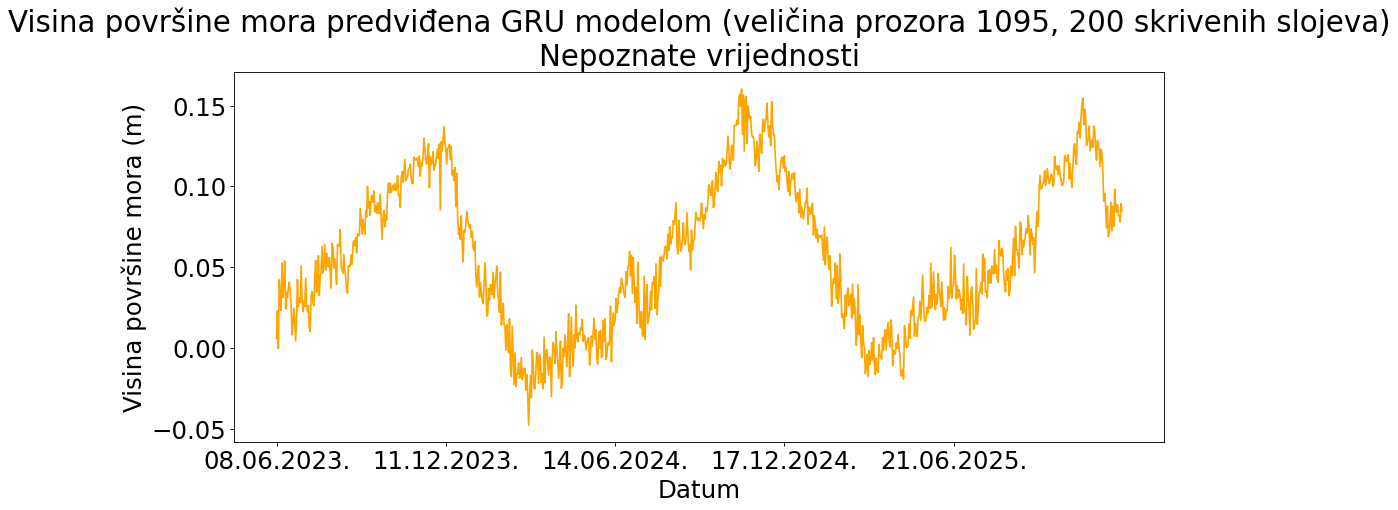 Visina površine mora predviđena GRU modelom (veličina prozora 1095, 200 skrivenih slojeva)
Nepoznate vrijednosti
Visina površine mora (m)
0.15
0.10
0.05
0.00
−0.05
08.06.2023. 11.12.2023. 14.06.2024. 17.12.2024. 21.06.2025.
Datum